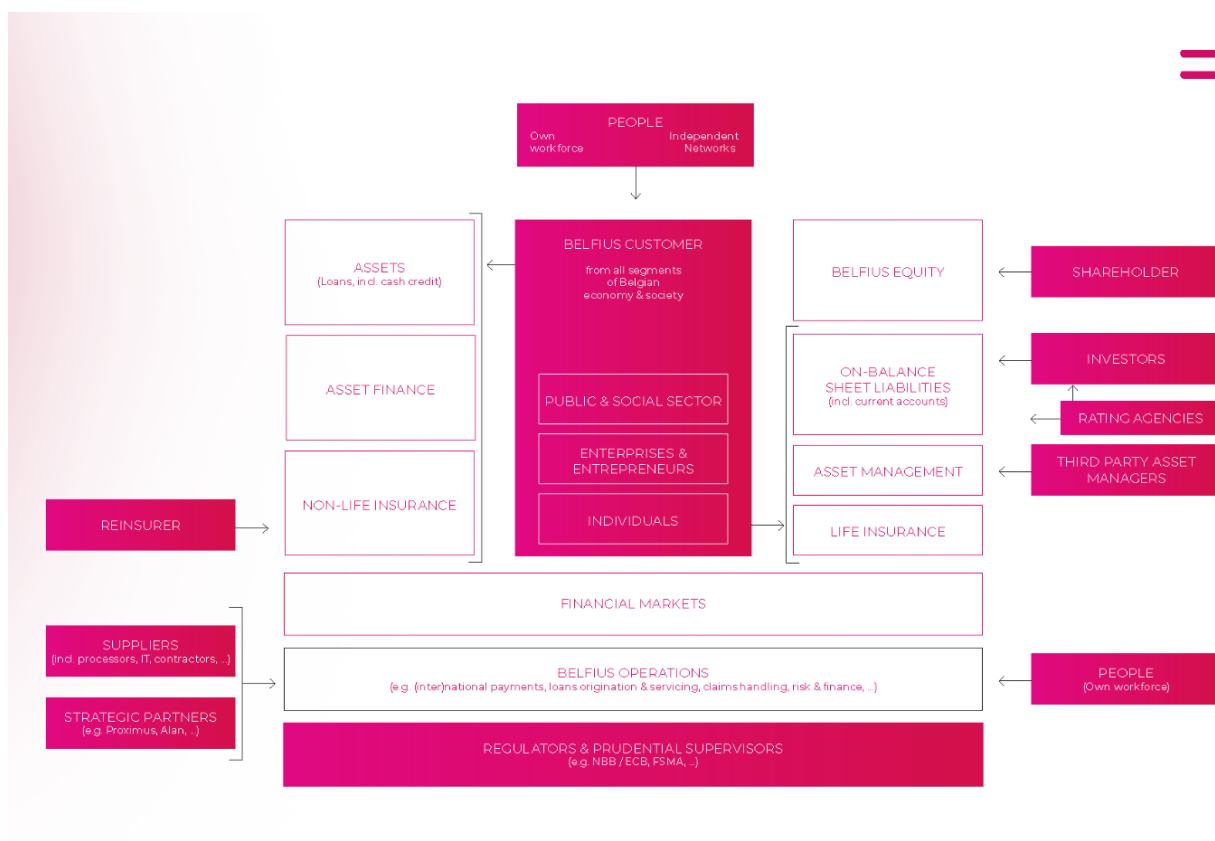 PEOPLE
Own
workforce
Independent
Networks
BELFIUS CUSTOMER
from all segments
of Belgian
economy & society
PUBLIC & SOCIAL SECTOR
ENTERPRISES &
ENTREPRENEURS
INDIVIDUALS
ASSETS
(Loans, incl. cash credit)
ASSET FINANCE
NON-LIFE INSURANCE
REINSURER
BELFIUS EQUITY
SHAREHOLDER
ON-BALANCE
SHEET LIABILITIES
(incl. current accounts)
INVESTORS
RATING AGENCIES
ASSET MANAGEMENT
THIRD PARTY ASSET
MANAGERS
LIFE INSURANCE
FINANCIAL MARKETS
SUPPLIERS
(incl. processors, IT, contractors, ...)
STRATEGIC PARTNERS
(e.g. Proximus, Alan, ...)
BELFIUS OPERATIONS
(e.g. (inter)national payments, loans origination & servicing, claims handling, risk & finance, ...)
PEOPLE
(Own workforce)
REGULATORS & PRUDENTIAL SUPERVISORS
(e.g. NBB / ECB, FSMA, ...)